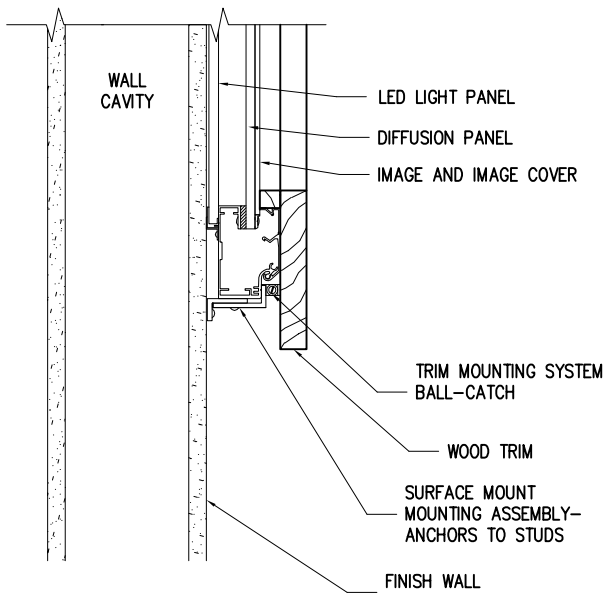 WALL
CAVITY
LED LIGHT PANEL
DIFFUSION PANEL
IMAGE AND IMAGE COVER
TRIM MOUNTING SYSTEM
BALL-CATCH
WOOD TRIM
SURFACE MOUNT
MOUNTING ASSEMBLY-
ANCHORS TO STUDS
FINISH WALL